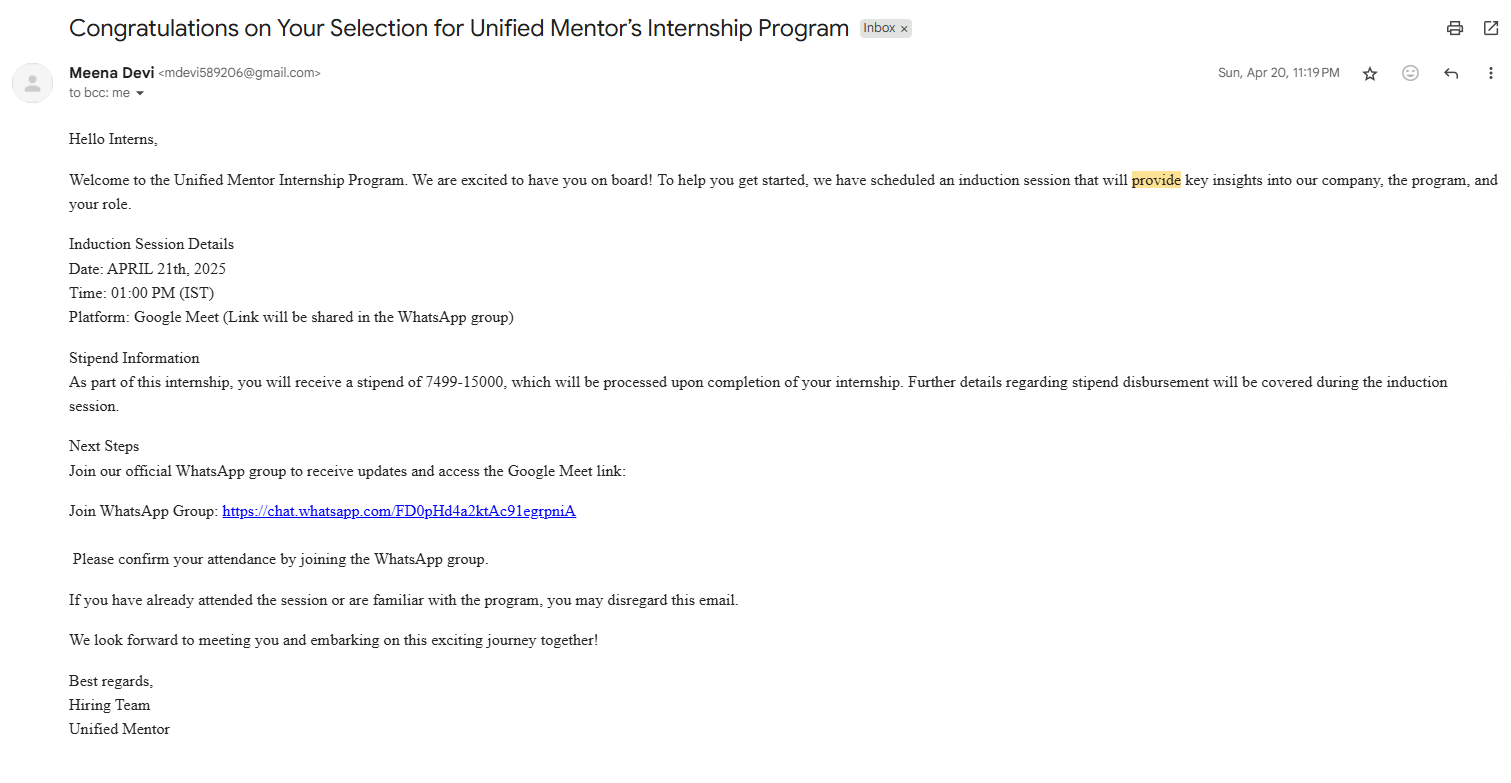 Congratulations on Your Selection for Unified Mentor’s Internship Program Inbox ×
Meena Devi <mdevi589206@gmail.com> Sun, Apr 20, 11:19 PM
to bcc: me
Hello Interns,
Welcome to the Unified Mentor Internship Program. We are excited to have you on board! To help you get started, we have scheduled an induction session that will provide key insights into our company, the program, and
your role.
Induction Session Details
Date: APRIL 21th, 2025
Time: 01:00 PM (IST)
Platform: Google Meet (Link will be shared in the WhatsApp group)
Stipend Information
As part of this internship, you will receive a stipend of 7499-15000, which will be processed upon completion of your internship. Further details regarding stipend disbursement will be covered during the induction
session.
Next Steps
Join our official WhatsApp group to receive updates and access the Google Meet link:
Join WhatsApp Group: https://chat.whatsapp.com/FD0pHd4a2ktAc91egrpniA
Please confirm your attendance by joining the WhatsApp group.
If you have already attended the session or are familiar with the program, you may disregard this email.
We look forward to meeting you and embarking on this exciting journey together!
Best regards,
Hiring Team
Unified Mentor